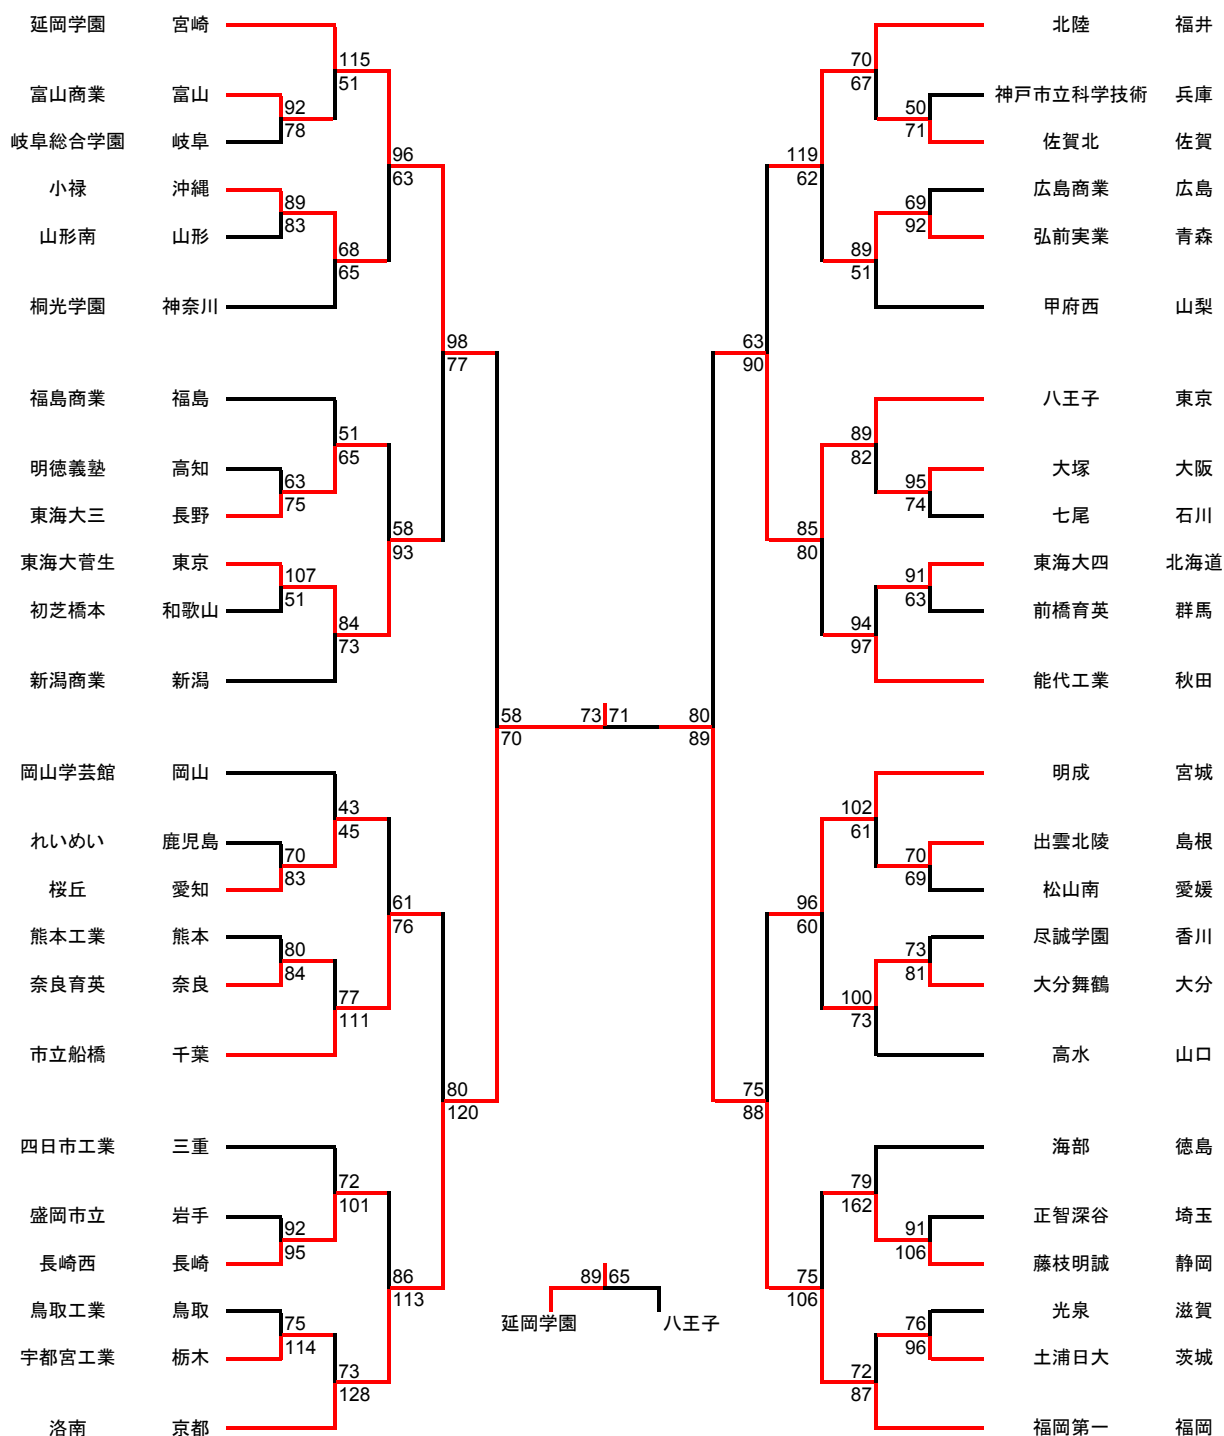 延岡学園 宮崎 北陸 福井
115 70
51 67
富山商業 富山 神戸市立科学技術 兵庫
92 50
78 71
岐阜総合学園 岐阜 佐賀北 佐賀
96 119
63 62
小禄 沖縄 広島商業 広島
89 69
83 92
山形南 山形 弘前実業 青森
68 89
65 51
桐光学園 神奈川 甲府西 山梨
98 63
77 90
福島商業 福島 八王子 東京
51 89
65 82
明徳義塾 高知 大塚 大阪
63 95
75 74
東海大三 長野 七尾 石川
58 85
93 80
東海大菅生 東京 東海大四 北海道
107 91
51 63
初芝橋本 和歌山 前橋育英 群馬
84 94
73 97
新潟商業 新潟 能代工業 秋田
58 73 71 80
70 89
岡山学芸館 岡山 明成 宮城
43 102
45 61
れいめい 鹿児島 出雲北陵 島根
70 70
83 69
桜丘 愛知 松山南 愛媛
61 96
76 60
熊本工業 熊本 尽誠学園 香川
80 73
84 81
奈良育英 奈良 大分舞鶴 大分
77 100
111 73
市立船橋 千葉 高水 山口
80 75
120 88
四日市工業 三重 海部 徳島
72 79
101 162
盛岡市立 岩手 正智深谷 埼玉
92 91
95 106
長崎西 長崎 藤枝明誠 静岡
86 89 65 75
113 106
鳥取工業 鳥取 光泉 滋賀
延岡学園 八王子
75 76
114 96
宇都宮工業 栃木 土浦日大 茨城
73 72
128 87
洛南 京都 福岡第一 福岡